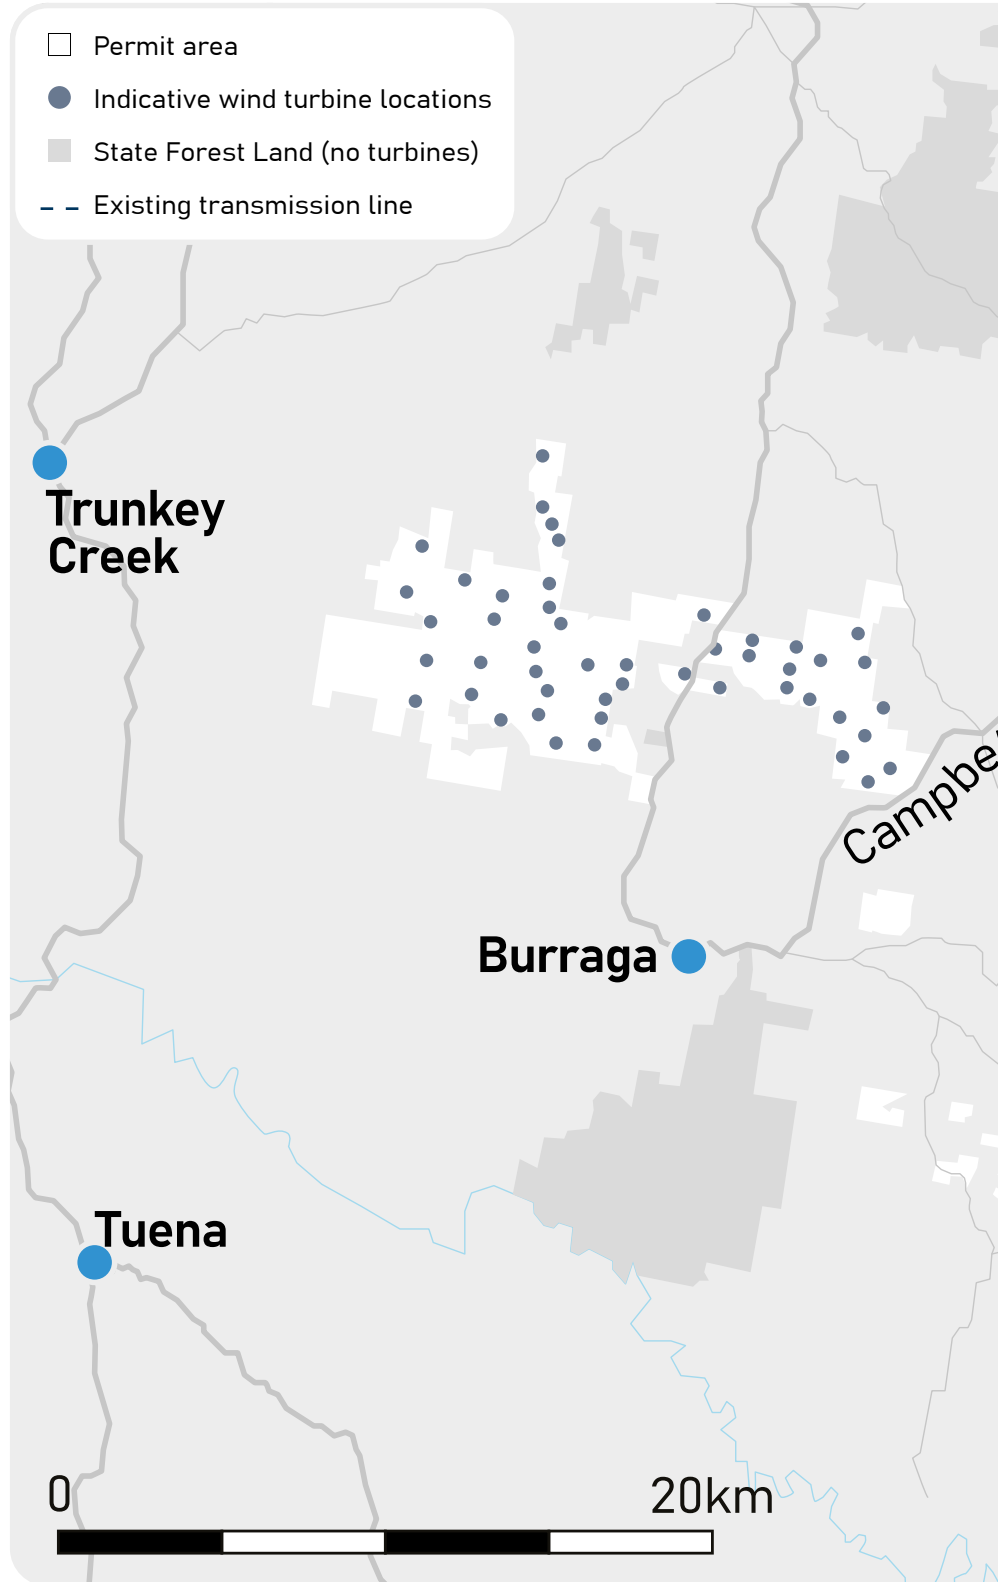 Permit area
Indicative wind turbine locations
State Forest Land (no turbines)
Existing transmission line
Trunkey
Creek
Campbe
Burraga
Tuena
0
20km